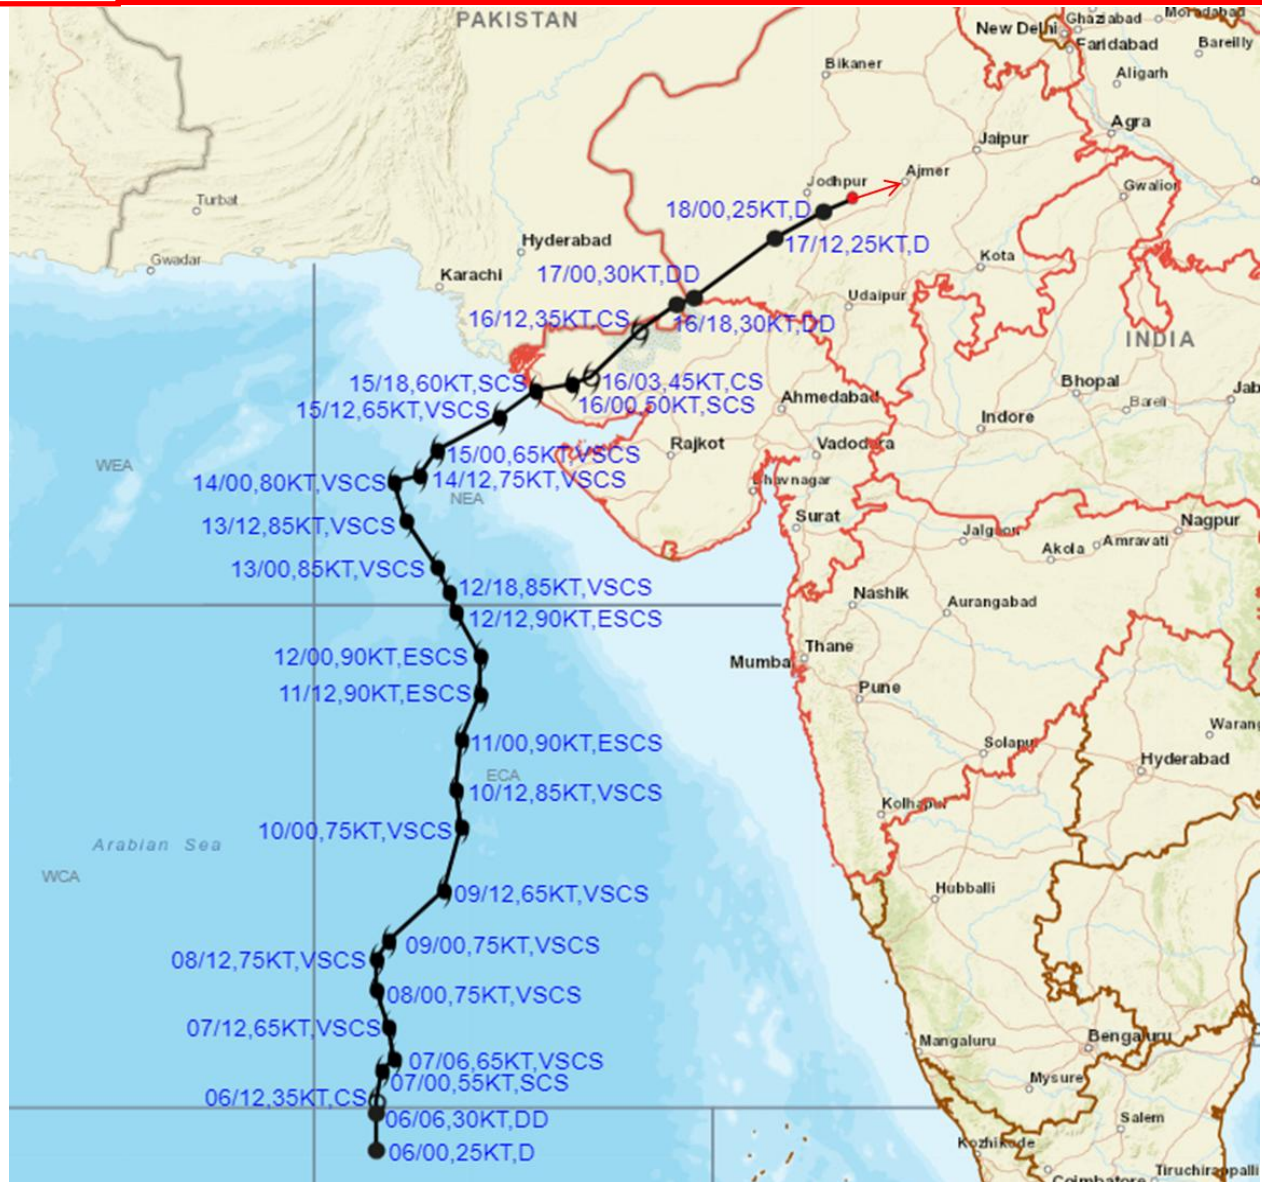 PAKISTAN
New Delhi
Ghaziabad
Moradabad
Faridabad
Bareilly
Bikaner
Aligarh
Agra
Jaipur
Turbat
Jodhpur
Ajmer
Gwalior
18/00,25KT,D
17/12,25KT,D
Hyderabad
Gwadar
Karachi
Kota
17/00,30KT,DD
Udaipur
16/12,35KT,CS
16/18,30KT,DD
INDIA
15/18,60KT,SCS
16/03,45KT,CS
Bhopal
Jab
15/12,65KT,VSCS
16/00,50KT,SCS
Ahmedabad
Bareli
Indore
Rajkot
Vadodara
15/00,65KT,VSCS
WEA
14/00,80KT,VSCS
14/12,75KT,VSCS
Bhavnagar
NEA
13/12,85KT,VSCS
Surat
Jalgaon
Nagpur
Akola
Amravati
13/00,85KT,VSCS
12/18,85KT,VSCS
Nashik
Aurangabad
12/12,90KT,ESCS
12/00,90KT,ESCS
Thane
Mumba
11/12,90KT,ESCS
Pune
Warang
11/00,90KT,ESCS
Solapur
Hyderabad
ECA
10/12,85KT,VSCS
Kolhapur
10/00,75KT,VSCS
Arabian Sea
WCA
09/12,65KT,VSCS
Hubballi
09/00,75KT,VSCS
08/12,75KT,VSCS
08/00,75KT,VSCS
07/12,65KT,VSCS
Mangaluru
Bengaluru
07/06,65KT,VSCS
07/00,55KT,SCS
Mysure
06/12,35KT,CS
06/06,30KT,DD
Salem
06/00,25KT,D
Kozhikode
Coimbatore
Tiruchirappalli